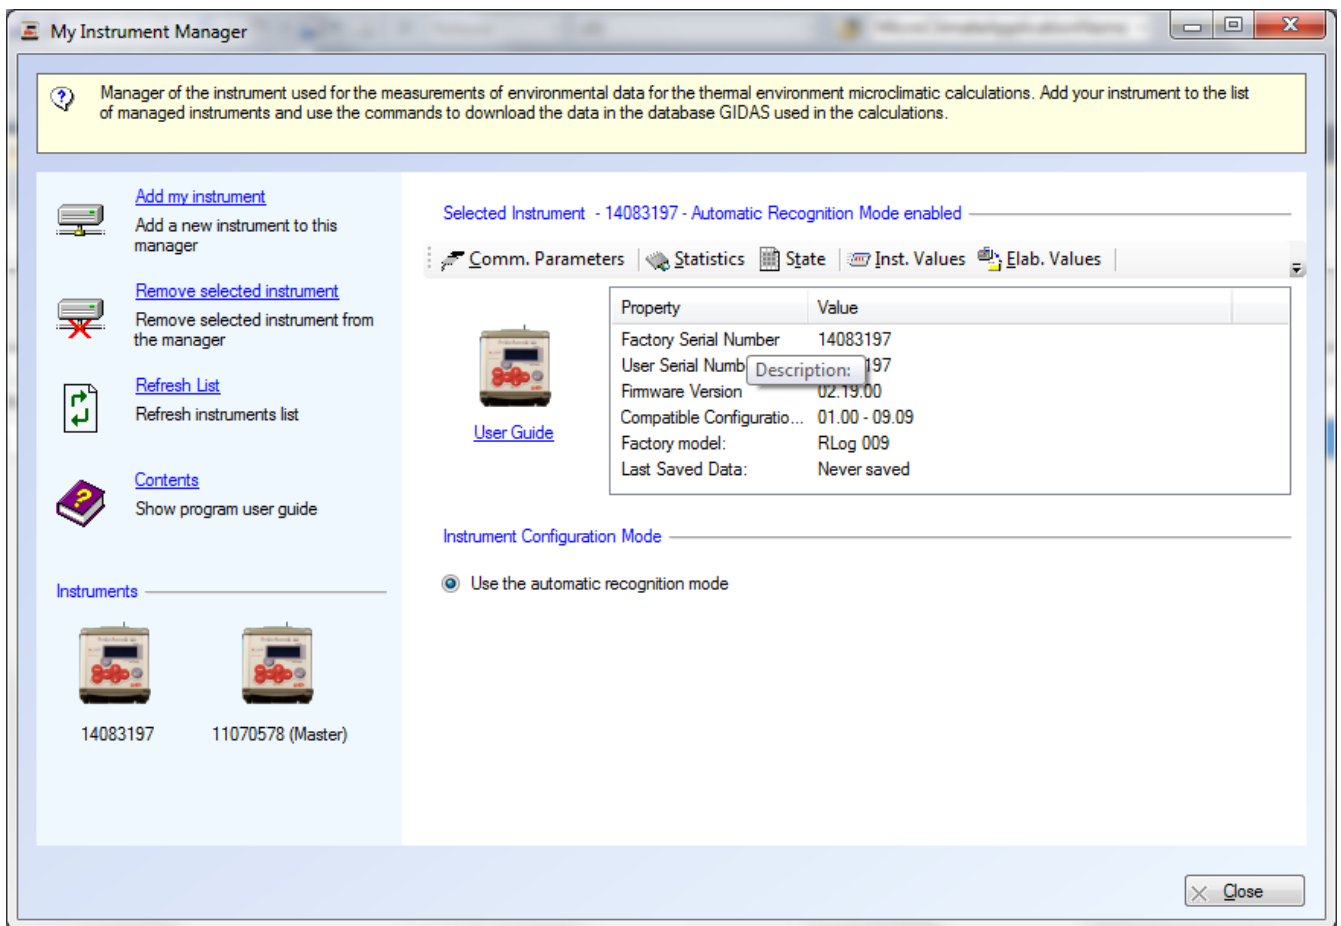 My Instrument Manager
Manager of the instrument used for the measurements of environmental data for the thermal environment microclimatic calculations. Add your instrument to the list
of managed instruments and use the commands to download the data in the database GIDAS used in the calculations.
Add my instrument
Add a new instrument to this
manager
Remove selected instrument
Remove selected instrument from
the manager
Refresh List
Refresh instruments list
Contents
Show program user guide
Instruments
14083197
11070578 (Master)
Selected Instrument - 14083197 - Automatic Recognition Mode enabled
Comm. Parameters Statistics State Inst. Values Elab. Values
User Guide
Property Value
Factory Serial Number 14083197
User Serial Numb 197
Description:
Firmware Version 02.19.00
Compatible Configuratio... 01.00 - 09.09
Factory model: RLog 009
Last Saved Data: Never saved
Instrument Configuration Mode
Use the automatic recognition mode
Close